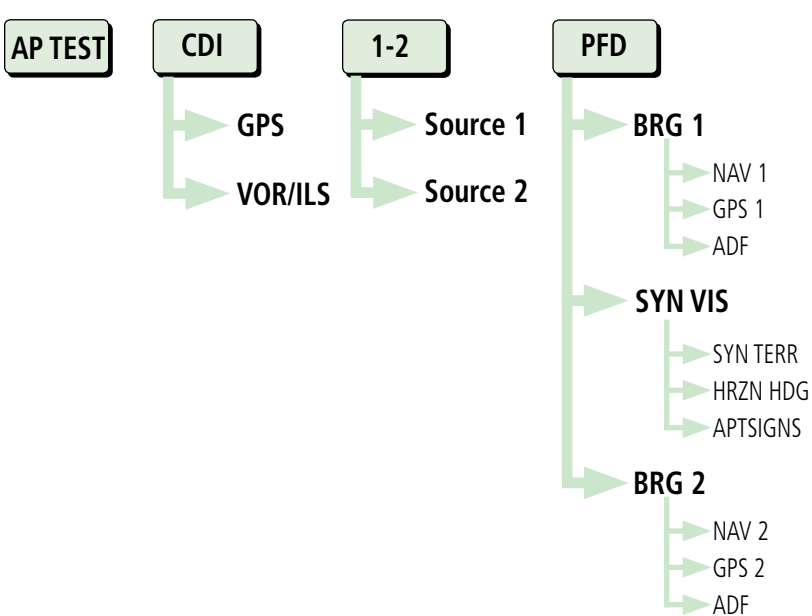 AP TEST
CDI
GPS
VOR/ILS
1-2
Source 1
Source 2
PFD
BRG 1
NAV 1
GPS 1
ADF
SYN VIS
SYN TERR
HRZN HDG
APTSIGNS
BRG 2
NAV 2
GPS 2
ADF